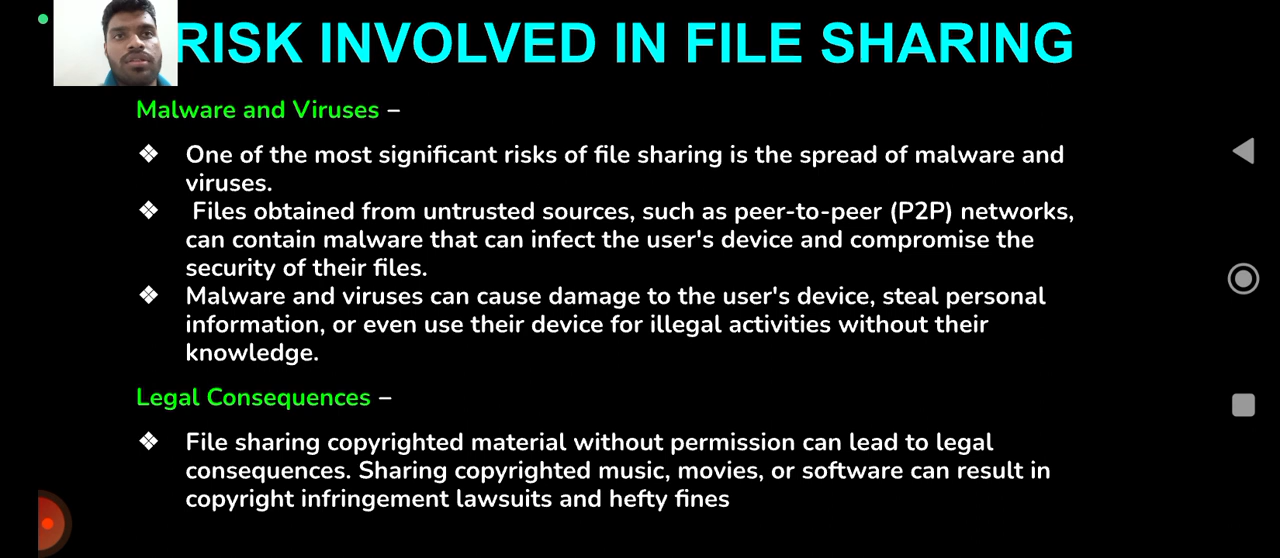 RISK INVOLVED IN FILE SHARING
Malware and Viruses –
❖ One of the most significant risks of file sharing is the spread of malware and
viruses.
❖ Files obtained from untrusted sources, such as peer-to-peer (P2P) networks,
can contain malware that can infect the user's device and compromise the
security of their files.
❖ Malware and viruses can cause damage to the user's device, steal personal
information, or even use their device for illegal activities without their
knowledge.
Legal Consequences –
❖ File sharing copyrighted material without permission can lead to legal
consequences. Sharing copyrighted music, movies, or software can result in
copyright infringement lawsuits and hefty fines